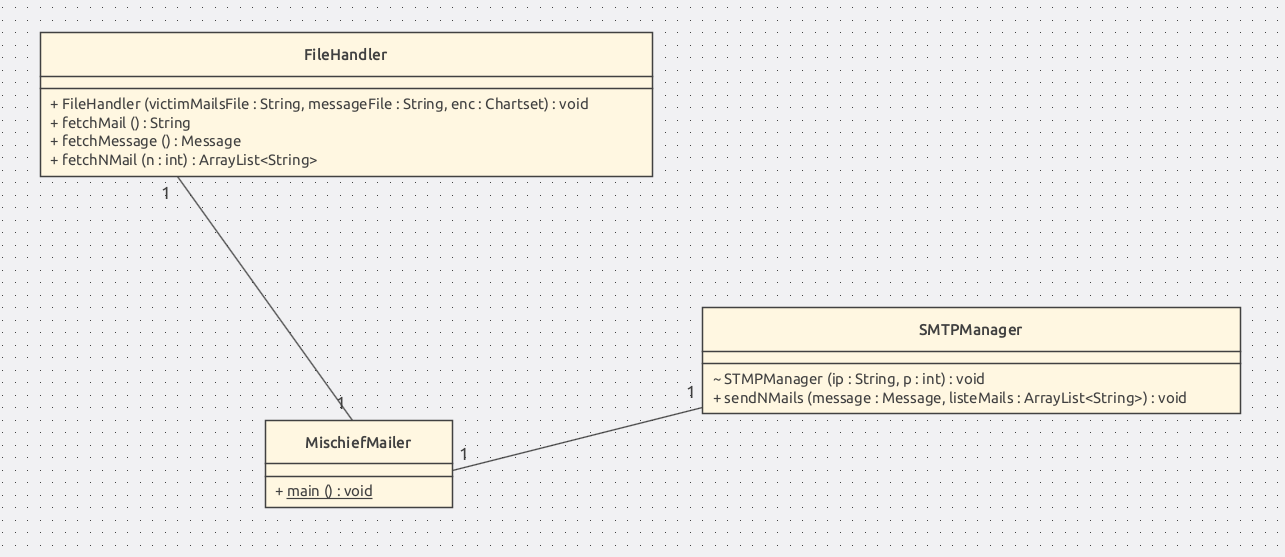 FileHandler
+ FileHandler (victimMailsFile : String, messageFile : String, enc : Chartset) : void
+ fetchMail () : String
+ fetchMessage () : Message
+ fetchNMail (n : int) : ArrayList<String>
1
SMTPManager
~ STMPManager (ip : String, p : int) : void
+ sendNMails (message : Message, listeMails : ArrayList<String>) : void
1
1
MischiefMailer
1
+ main () : void